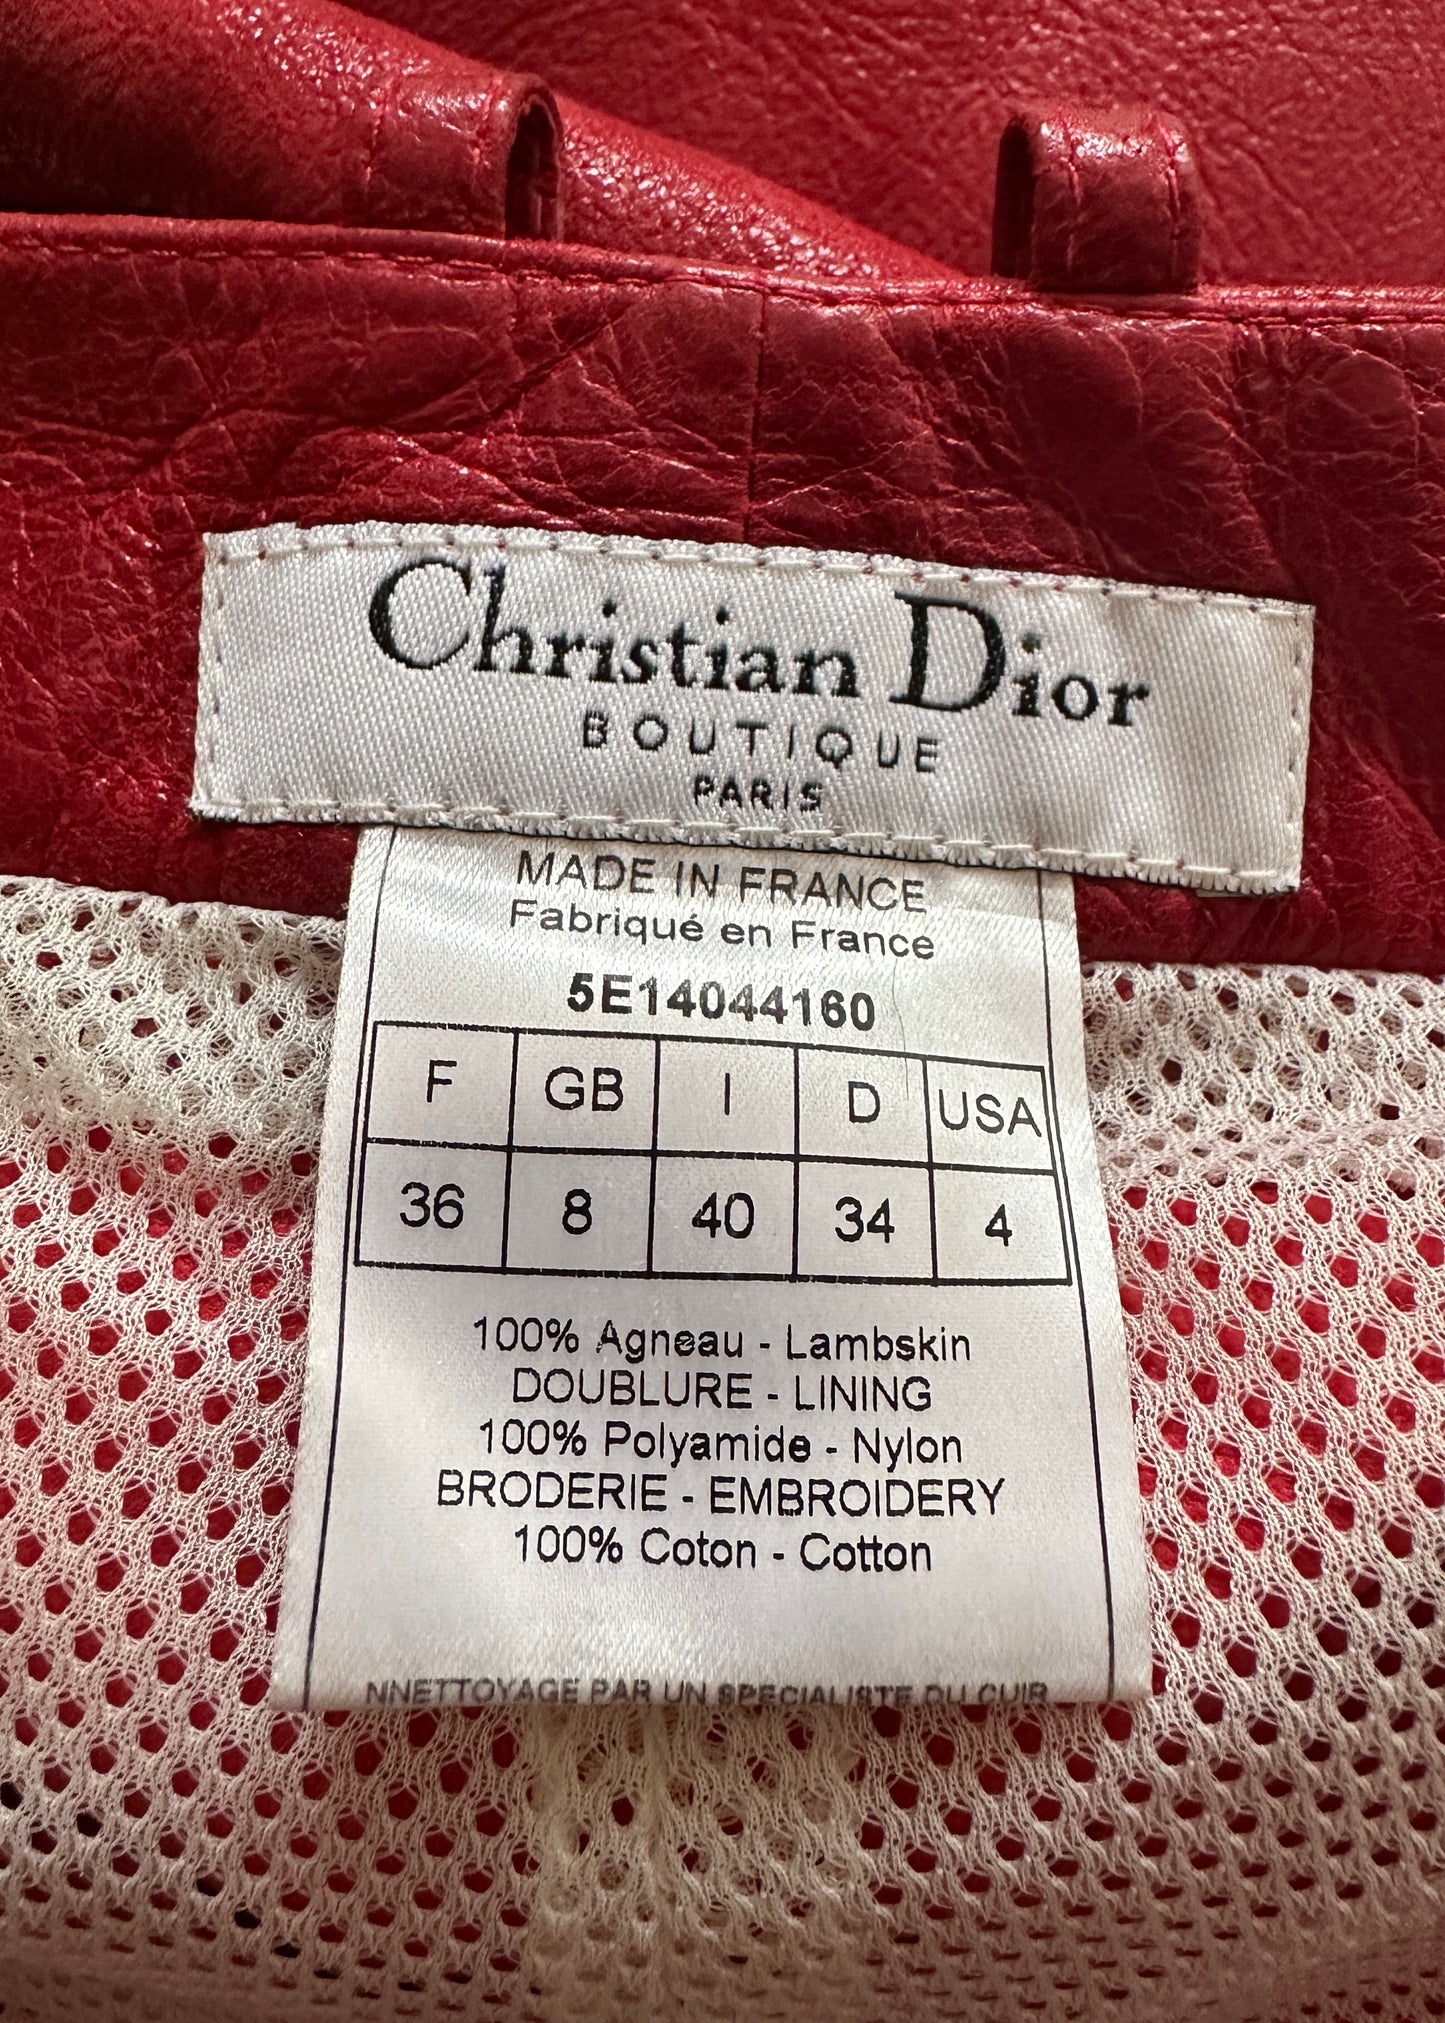 Christian Dior
BOUTIQUE
PARIS
MADE IN FRANCE
Fabriqué en France
5E14044160
F GB I D USA
36 8 40 34 4
100% Agneau - Lambskin
DOUBLURE - LINING
100% Polyamide - Nylon
BRODERIE - EMBROIDERY
100% Coton - Cotton
NNETTOYAGE PAR UN SPECIALISTE DU CUIR